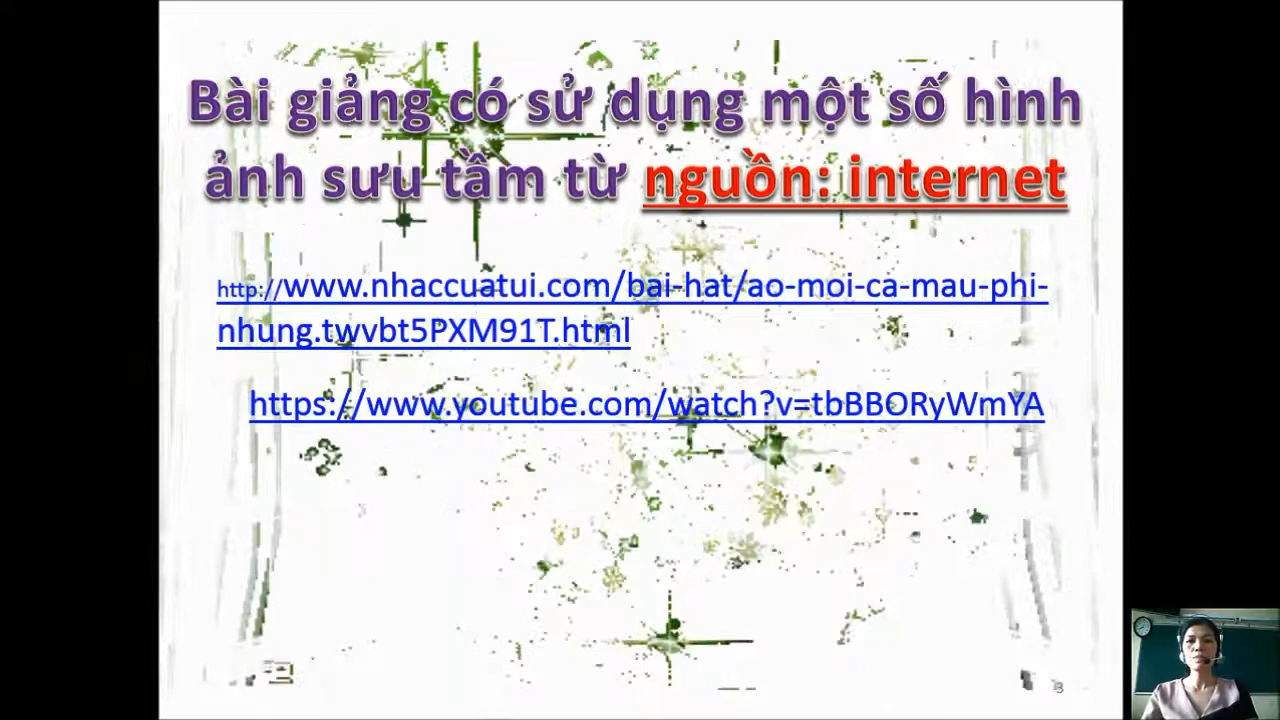 Bài giảng có sử dụng một số hình
ảnh sưu tầm từ nguồn: internet
http://www.nhaccuatui.com/bai-hat/ao-moi-ca-mau-phi-
nhung.twvbt5PXM91T.html
https://www.youtube.com/watch?v=tbBBORyWmYA
3